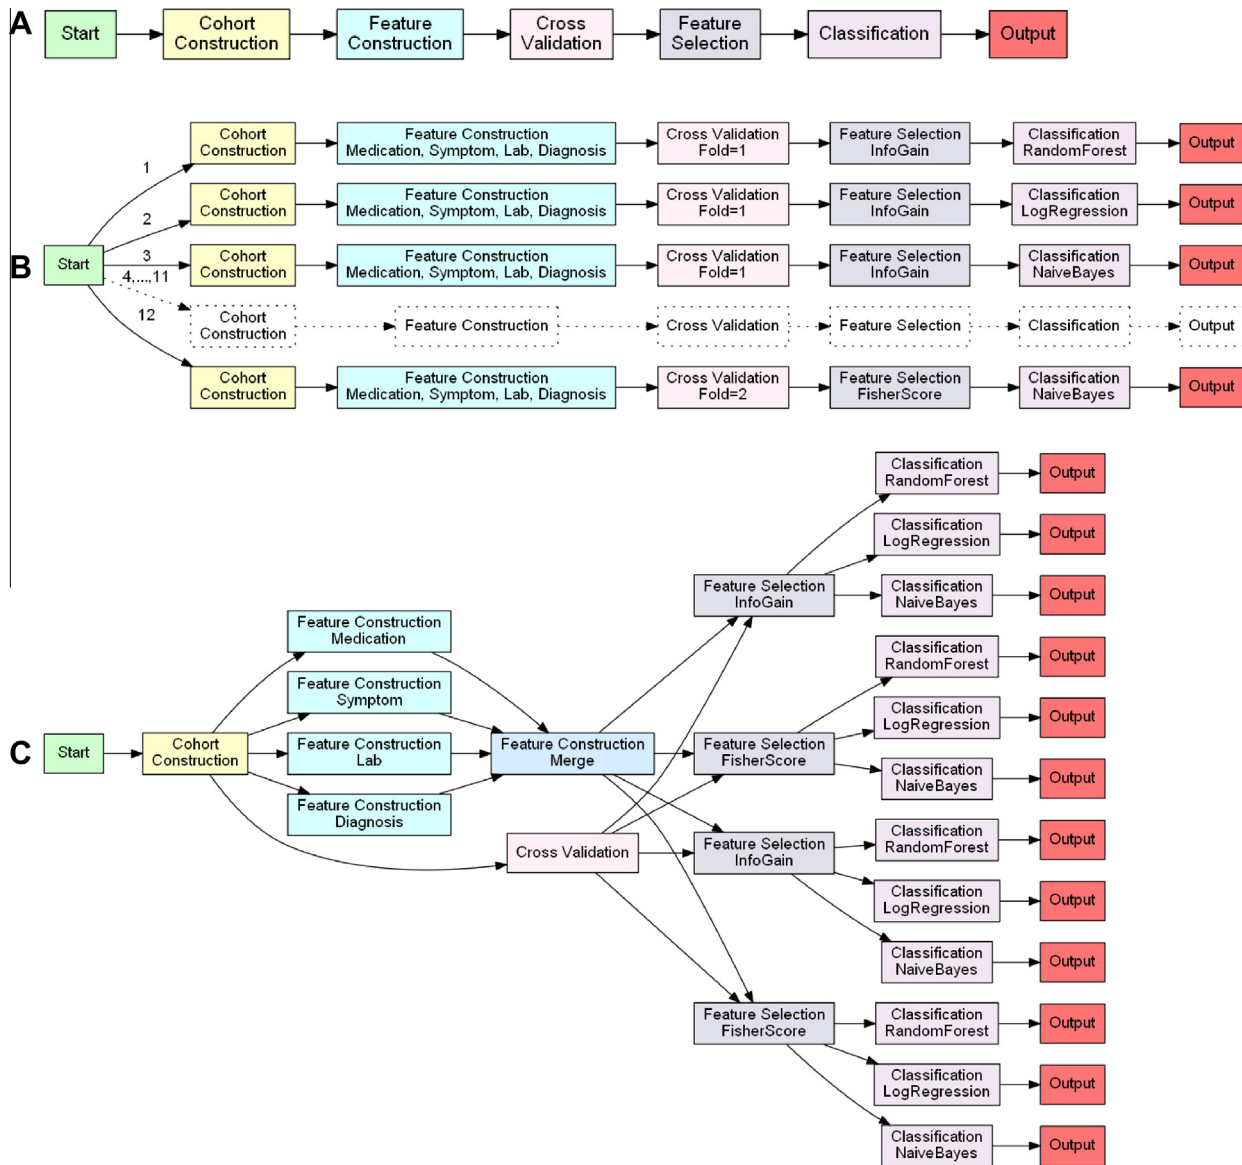 A
Start
Cohort
Construction
Feature
Construction
Cross
Validation
Feature
Selection
Classification
Output
B
Start
1
2
3
4,...,11
12
Cohort
Construction
Feature Construction
Medication, Symptom, Lab, Diagnosis
Cross Validation
Fold=1
Feature Selection
InfoGain
Classification
RandomForest
Output
Cohort
Construction
Feature Construction
Medication, Symptom, Lab, Diagnosis
Cross Validation
Fold=1
Feature Selection
InfoGain
Classification
LogRegression
Output
Cohort
Construction
Feature Construction
Medication, Symptom, Lab, Diagnosis
Cross Validation
Fold=1
Feature Selection
InfoGain
Classification
NaiveBayes
Output
Cohort
Construction
Feature Construction
Cross Validation
Feature Selection
Classification
Output
Cohort
Construction
Feature Construction
Medication, Symptom, Lab, Diagnosis
Cross Validation
Fold=2
Feature Selection
FisherScore
Classification
NaiveBayes
Output
C
Start
Cohort
Construction
Feature Construction
Medication
Feature Construction
Symptom
Feature Construction
Lab
Feature Construction
Diagnosis
Feature Construction
Merge
Cross Validation
Feature Selection
InfoGain
Feature Selection
FisherScore
Feature Selection
InfoGain
Feature Selection
FisherScore
Classification
RandomForest
Output
Classification
LogRegression
Output
Classification
NaiveBayes
Output
Classification
RandomForest
Output
Classification
LogRegression
Output
Classification
NaiveBayes
Output
Classification
RandomForest
Output
Classification
LogRegression
Output
Classification
NaiveBayes
Output
Classification
RandomForest
Output
Classification
LogRegression
Output
Classification
NaiveBayes
Output